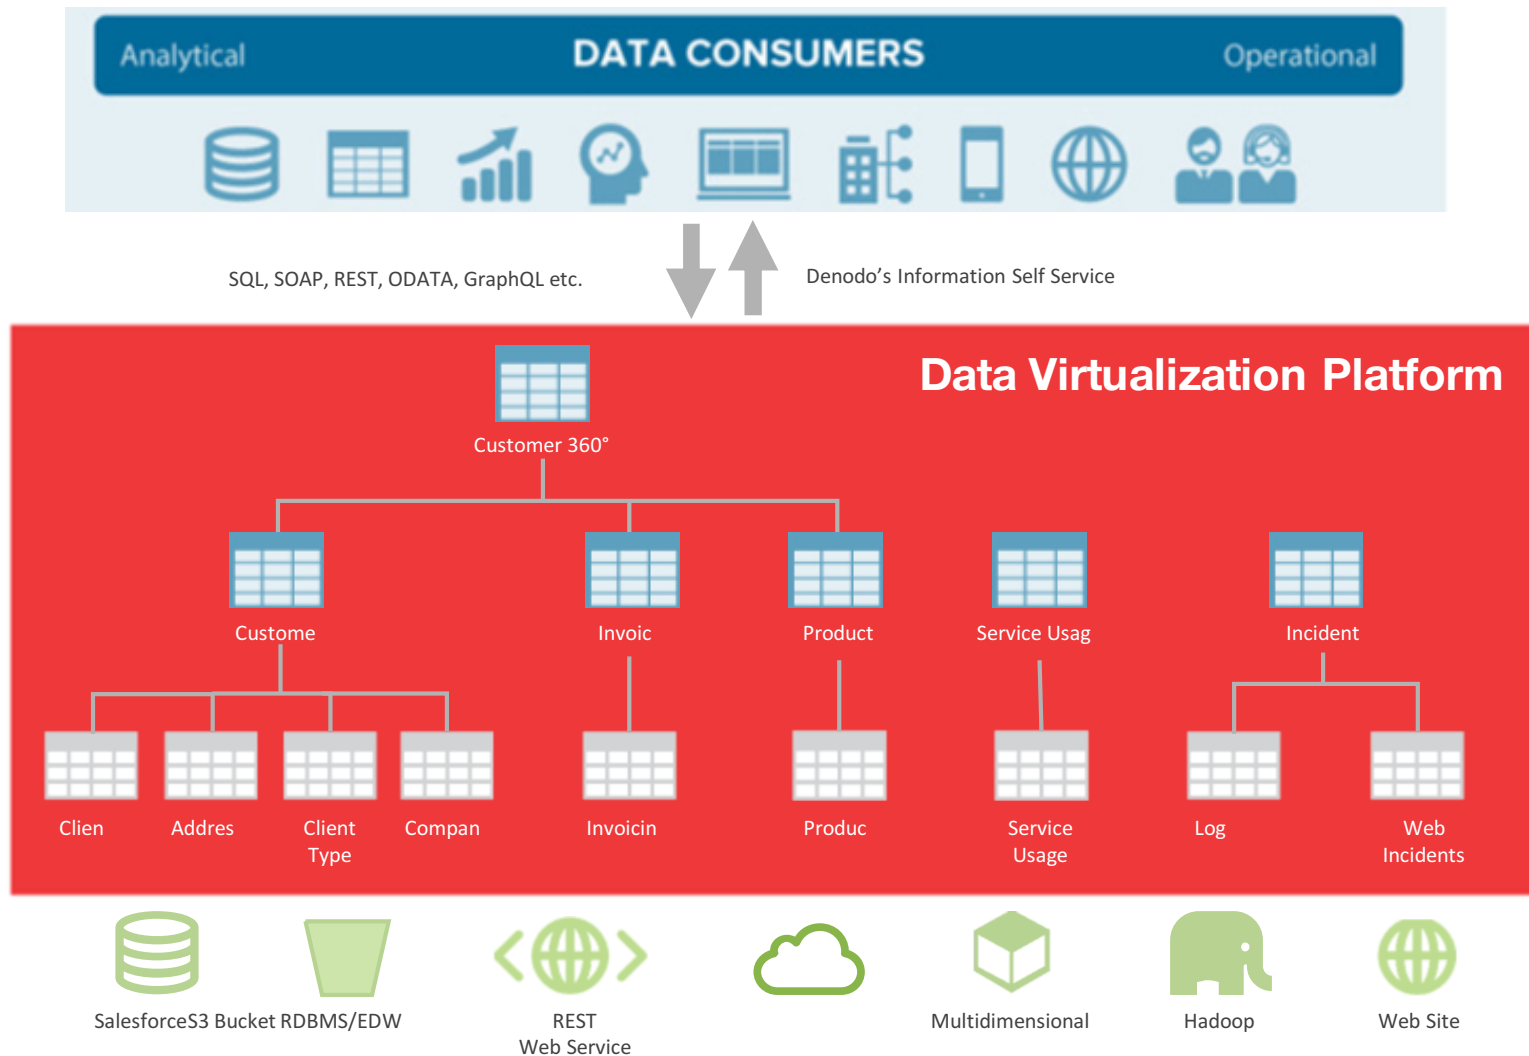 Analytical
DATA CONSUMERS
Operational
SQL, SOAP, REST, ODATA, GraphQL etc.
Denodo’s Information Self Service
Data Virtualization Platform
Customer 360°
Custome
Invoic
Product
Service Usag
Incident
Clien
Addres
Client
Type
Compan
Invoicin
Produc
Service
Usage
Log
Web
Incidents
SalesforceS3 Bucket RDBMS/EDW
REST
Web Service
Multidimensional
Hadoop
Web Site